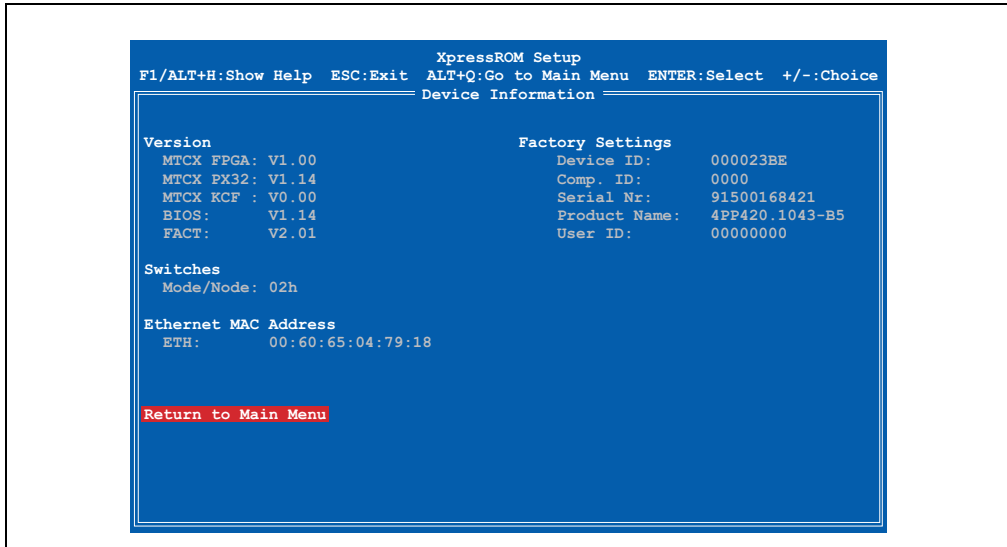 XpressROM Setup
F1/ALT+H:Show Help ESC:Exit ALT+Q:Go to Main Menu ENTER:Select +/-:Choice
Device Information
Version
MTCX FPGA: V1.00
MTCX PX32: V1.14
MTCX KCF : V0.00
BIOS: V1.14
FACT: V2.01
Factory Settings
Device ID: 000023BE
Comp. ID: 0000
Serial Nr: 91500168421
Product Name: 4PP420.1043-B5
User ID: 00000000
Switches
Mode/Node: 02h
Ethernet MAC Address
ETH: 00:60:65:04:79:18
Return to Main Menu